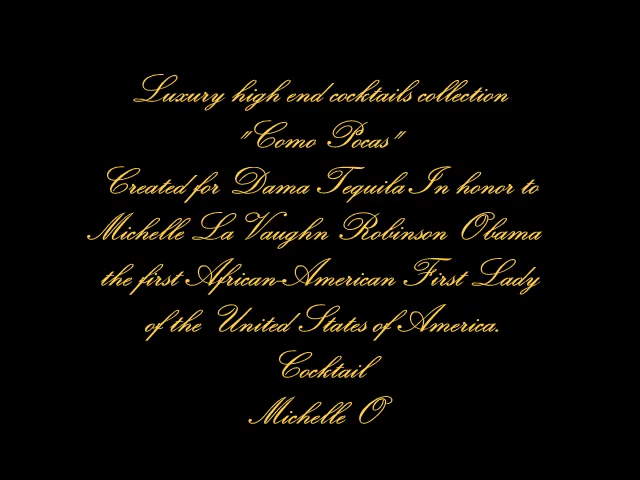 Luxury high end cocktails collection
"Como Pocas"
Created for Dama Tequila In honor to
Michelle La Vaughn Robinson Obama
the first African-American First Lady
of the United States of America.
Cocktail
Michelle O